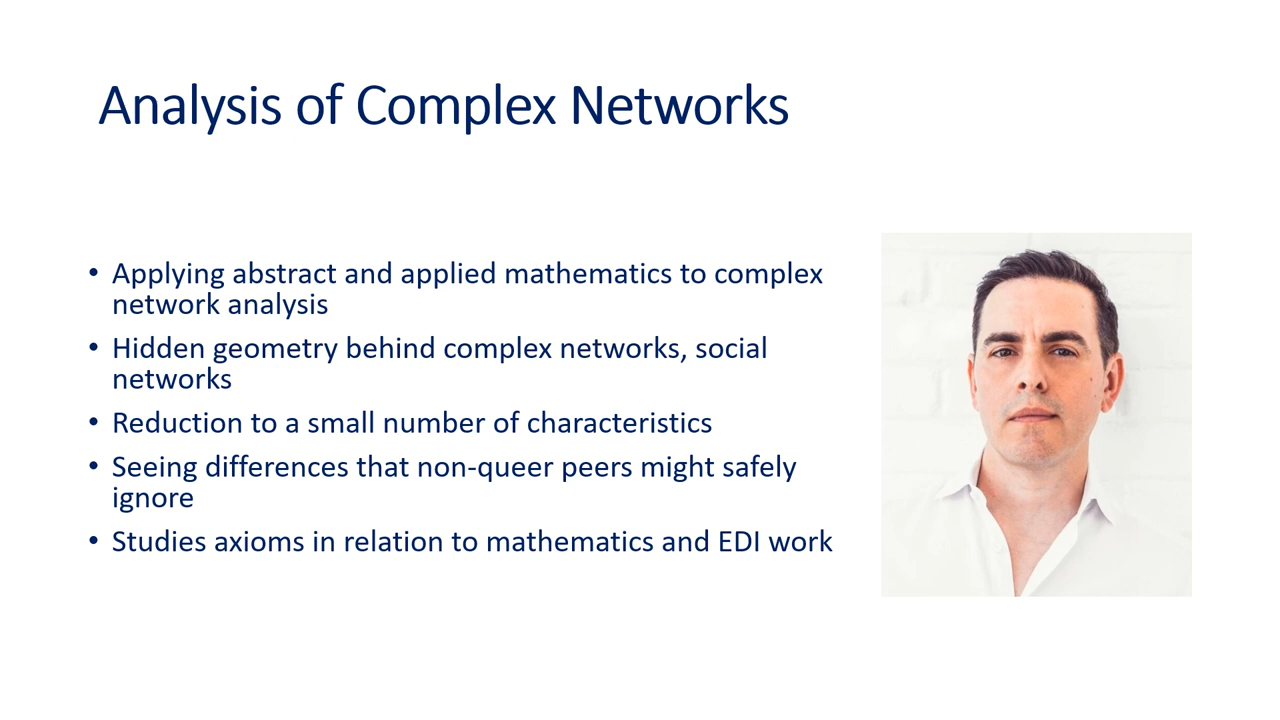 Analysis of Complex Networks
• Applying abstract and applied mathematics to complex
network analysis
• Hidden geometry behind complex networks, social
networks
• Reduction to a small number of characteristics
• Seeing differences that non-queer peers might safely
ignore
• Studies axioms in relation to mathematics and EDI work